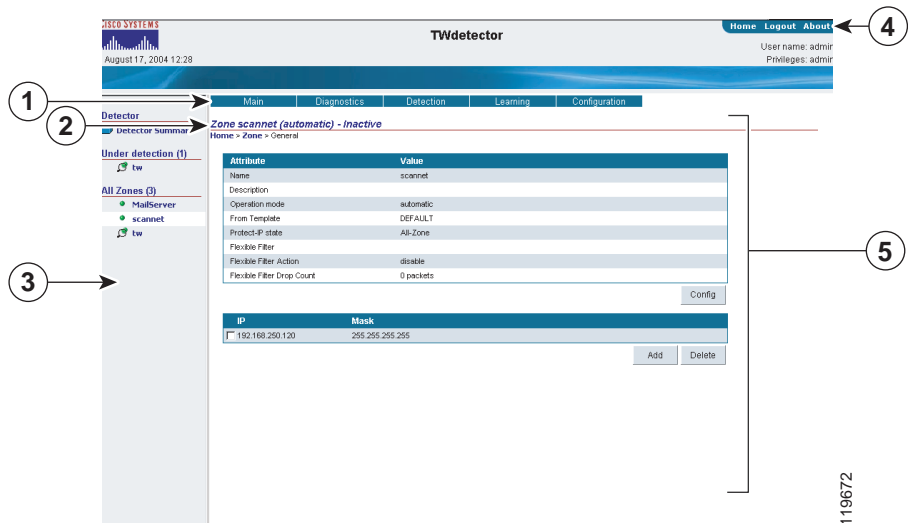 CISCO SYSTEMS
TWdetector
Home Logout About
User name: admin
August 17, 2004 12:28
Privileges: admin
4
1
Main Diagnostics Detection Learning Configuration
Detector
2
Zone scannet (automatic) - Inactive
Detector Summar
Home > Zone > General
Under detection (1)
tw
Attribute Value
Name scannet
Description
All Zones (3)
MailServer
Operation mode automatic
scannet
From Template DEFAULT
tw
Protect-IP state All-Zone
Flexible Filter
5
Flexible Filter Action disable
3
Flexible Filter Drop Count 0 packets
Config
IP Mask
192.168.250.120 255.255.255.255
Add Delete
119672